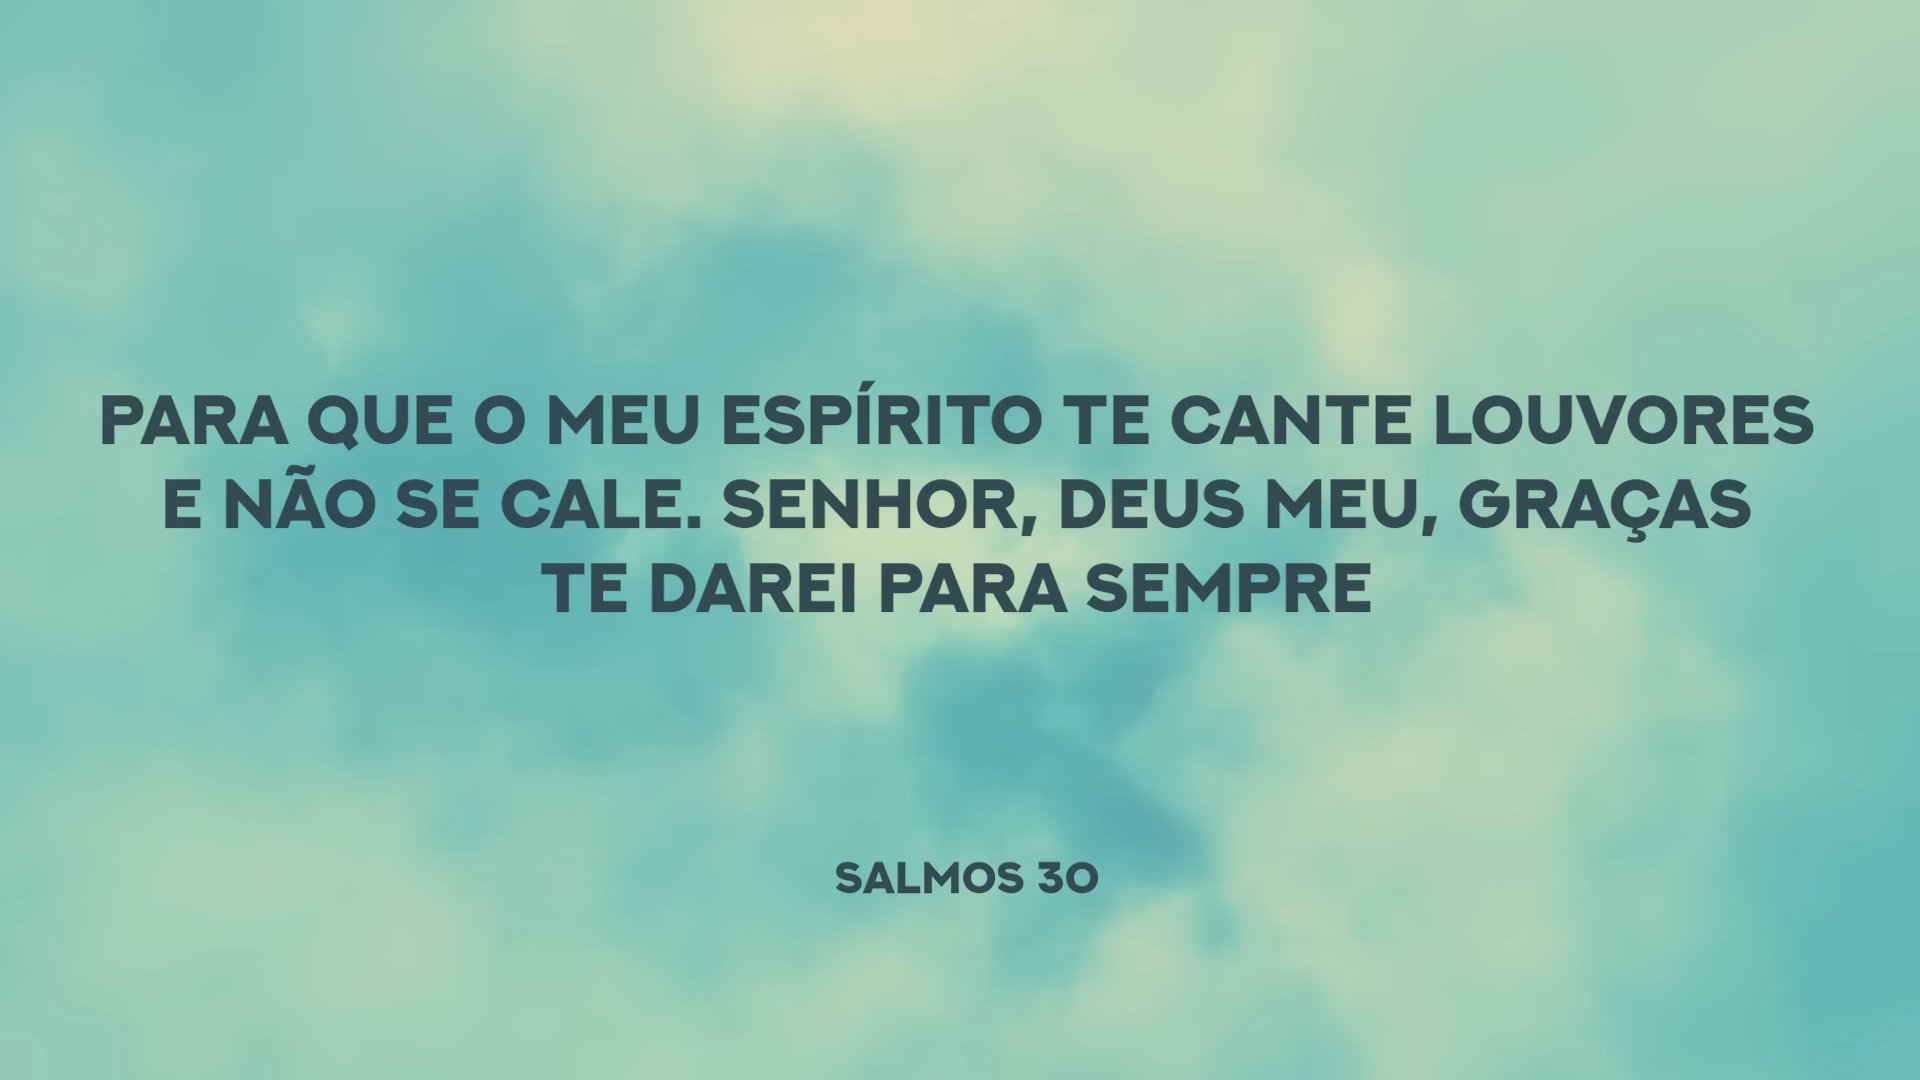 PARA QUE O MEU ESPÍRITO TE CANTE LOUVORES
E NÃO SE CALE. SENHOR, DEUS MEU, GRAÇAS
TE DAREI PARA SEMPRE
SALMOS 30